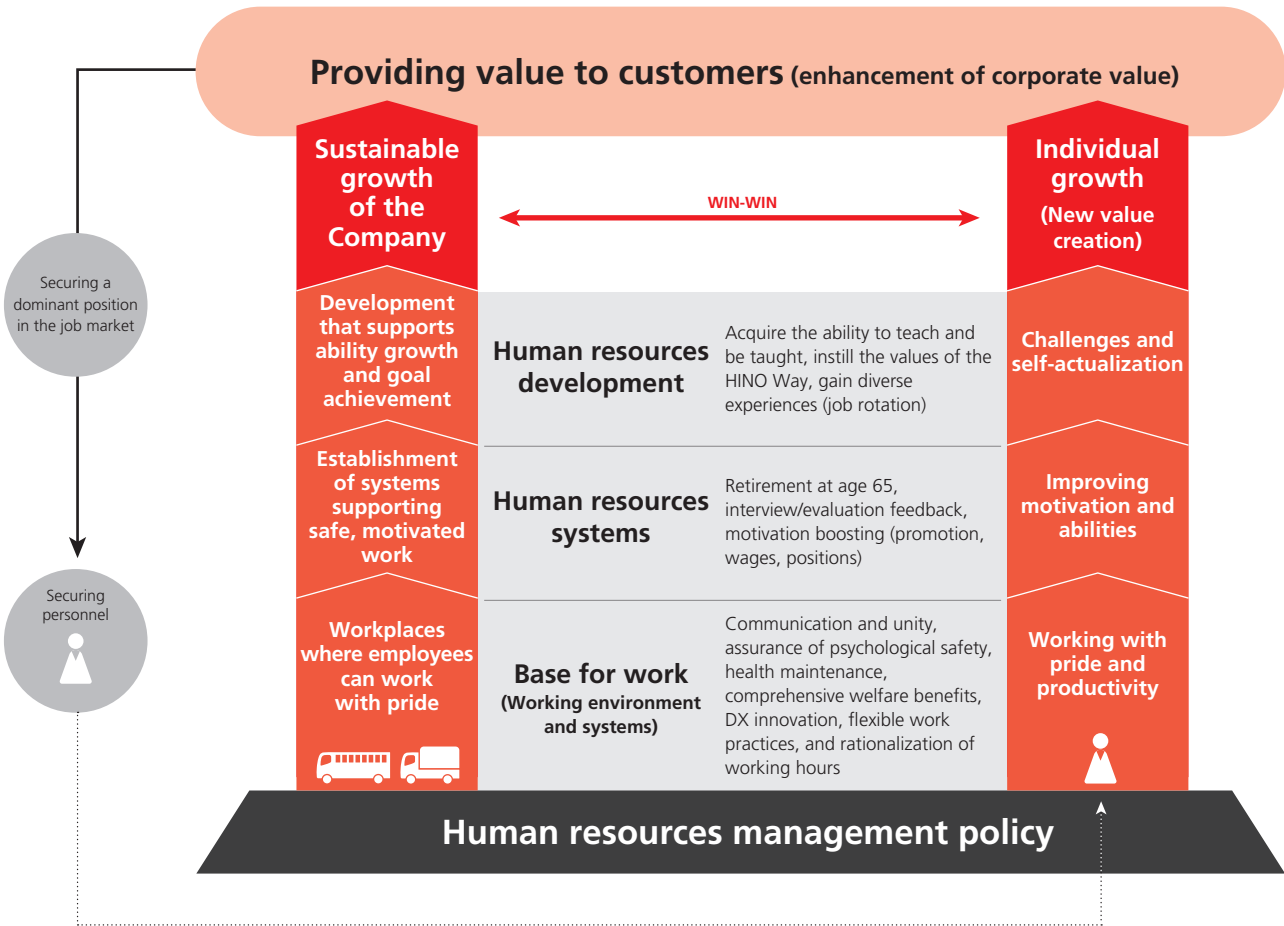 Providing value to customers (enhancement of corporate value)
Sustainable
growth
of the
Company
WIN-WIN
Individual
growth
(New value
creation)
Securing a
dominant position
in the job market
Development
that supports
ability growth
and goal
achievement
Human resources
development
Acquire the ability to teach and
be taught, instill the values of the
HINO Way, gain diverse
experiences (job rotation)
Challenges and
self-actualization
Establishment
of systems
supporting
safe, motivated
work
Human resources
systems
Retirement at age 65,
interview/evaluation feedback,
motivation boosting (promotion,
wages, positions)
Improving
motivation and
abilities
Securing
personnel
Workplaces
where employees
can work
with pride
Base for work
(Working environment
and systems)
Communication and unity,
assurance of psychological safety,
health maintenance,
comprehensive welfare benefits,
DX innovation, flexible work
practices, and rationalization of
working hours
Working with
pride and
productivity
Human resources management policy